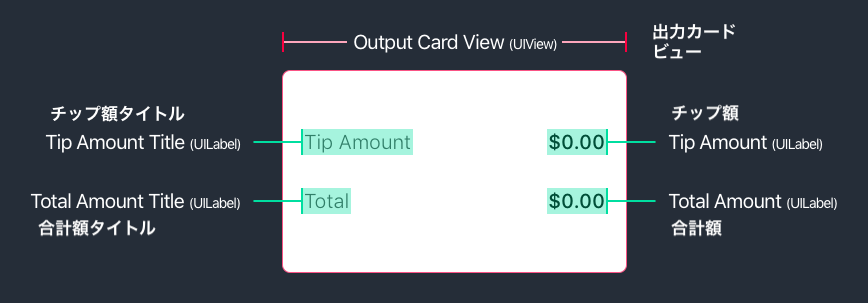 Output Card View (UIView)
出力カード
ビュー
チップ額タイトル
Tip Amount Title (UILabel)
Tip Amount
$0.00
チップ額
Tip Amount (UILabel)
Total Amount Title (UILabel)
合計額タイトル
Total
$0.00
Total Amount (UILabel)
合計額